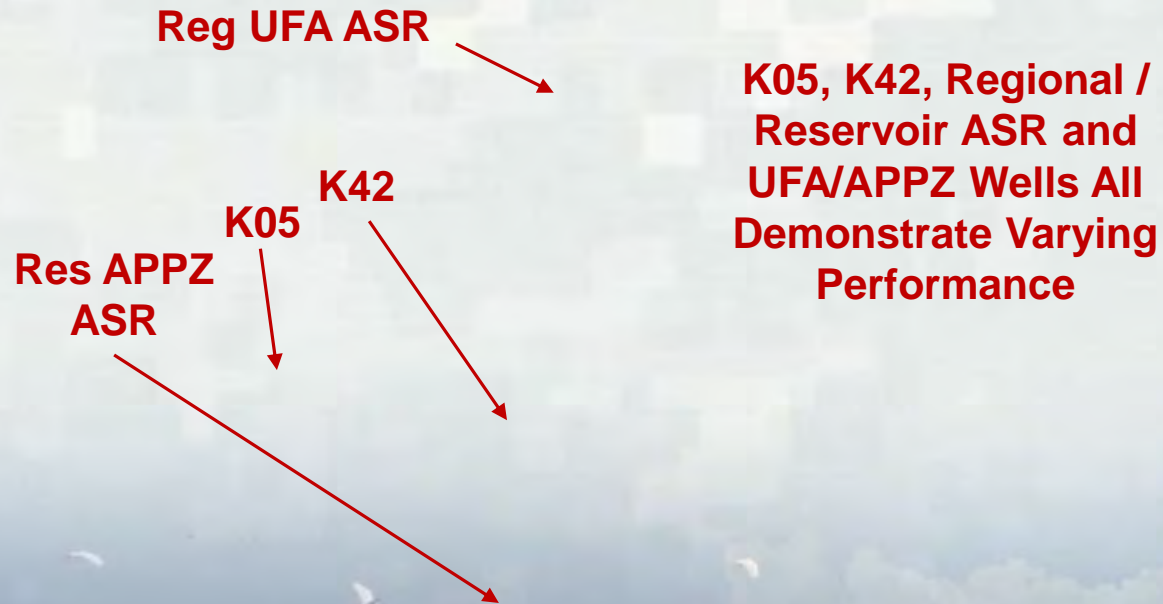 Reg UFA ASR
K05, K42, Regional /
Reservoir ASR and
UFA/APPZ Wells All
Demonstrate Varying
Performance
K42
K05
Res APPZ
ASR